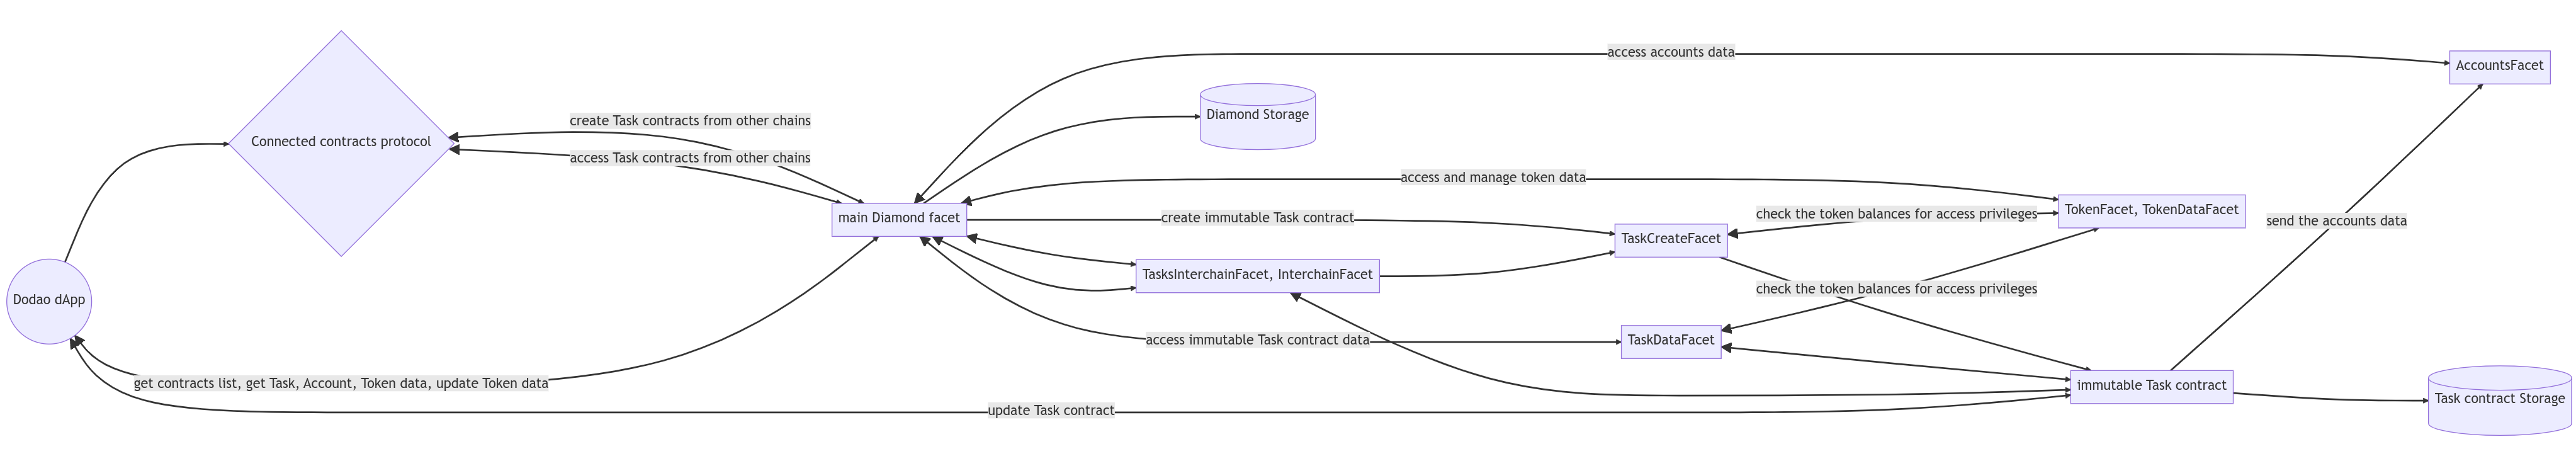 access accounts data
AccountsFacet
Diamond Storage
create Task contracts from other chains
Connected contracts protocol
access Task contracts from other chains
access and manage token data
main Diamond facet
create immutable Task contract
check the token balances for access privileges
TokenFacet, TokenDataFacet
send the accounts data
TaskCreateFacet
TasksInterchainFacet, InterchainFacet
check the token balances for access privileges
Dodao dApp
access immutable Task contract data
TaskDataFacet
get contracts list, get Task, Account, Token data, update Token data
immutable Task contract
Task contract Storage
update Task contract